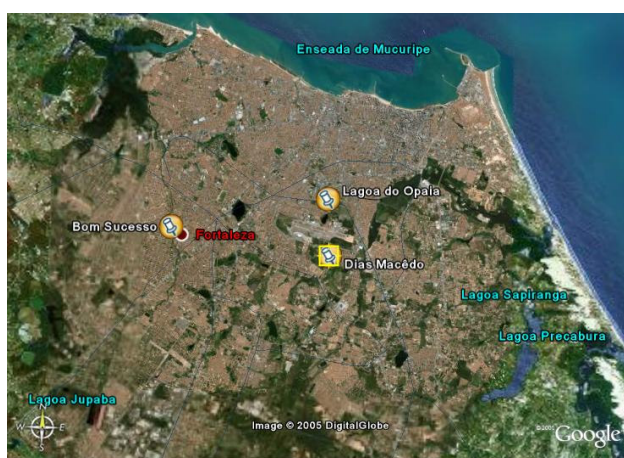 Enseada de Mucuripe
Lagoa do Opaia
Bom Sucesso
Fortaleza
Dias Macêdo
Lagoa Sapiranga
Lagoa Precabura
Lagoa Jupaba
N
W E
S
Image © 2005 DigitalGlobe
©2005 Google